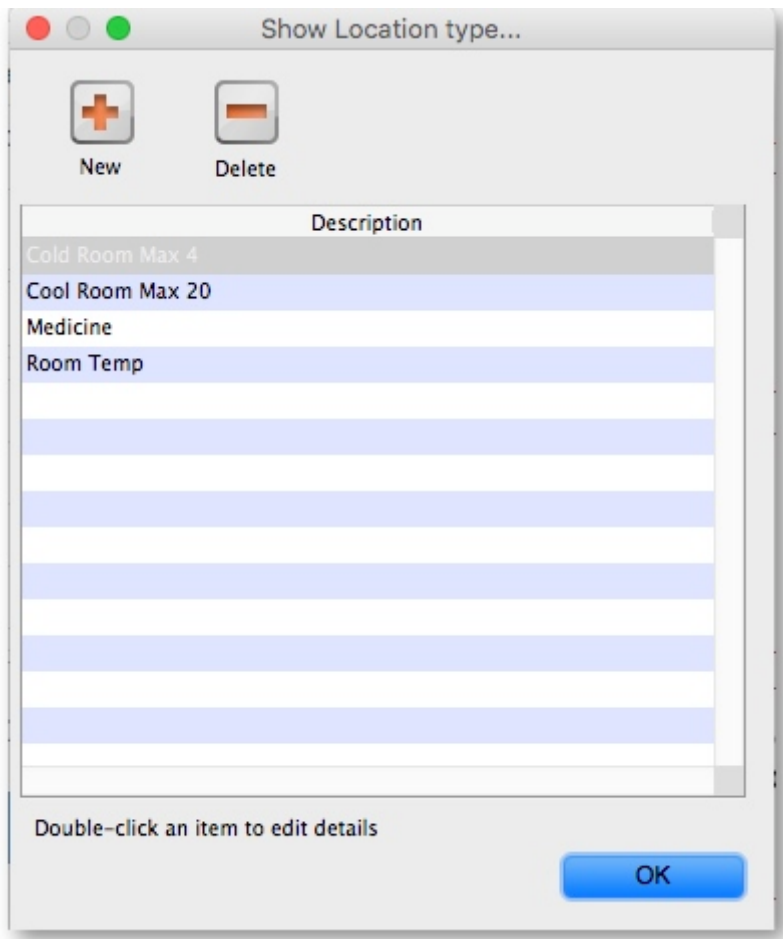 Show Location type...
New Delete
Description
Cold Room Max 4
Cool Room Max 20
Medicine
Room Temp
Double-click an item to edit details
OK